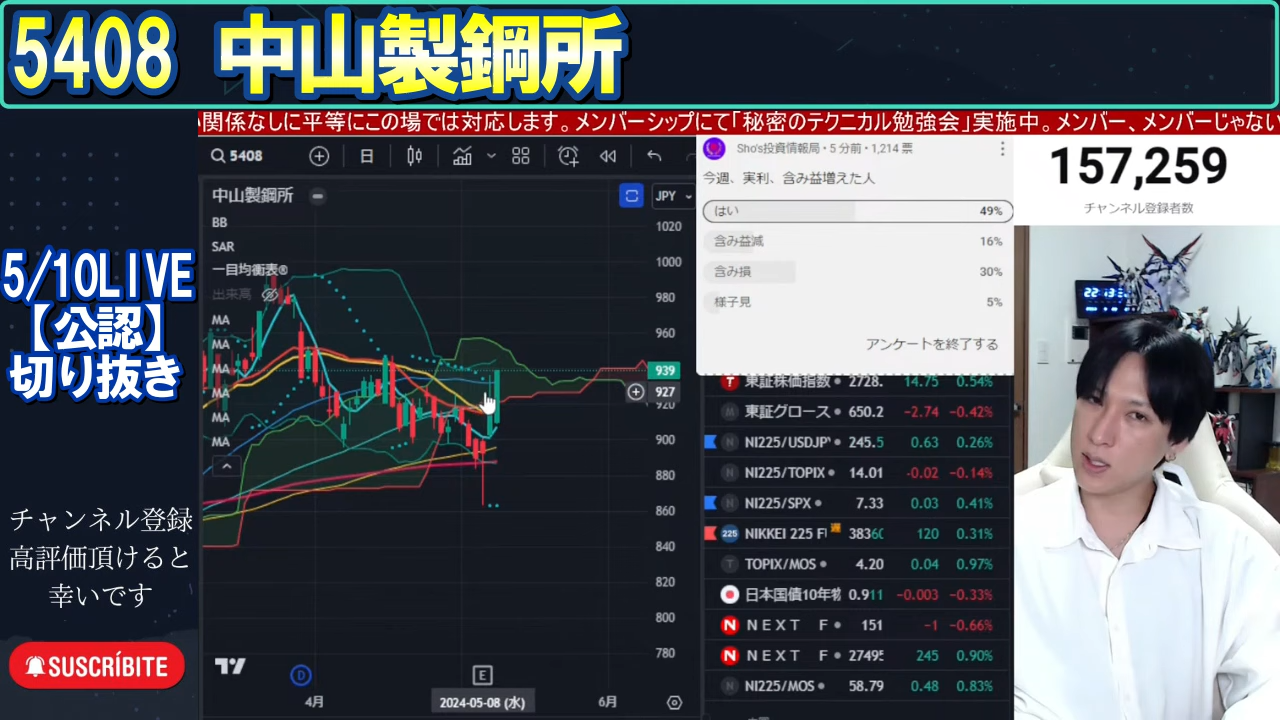 5408 中山製鋼所
い関係なしに平等にこの場では対応します。メンバーシップにて「秘密のテクニカル勉強会」実施中。メンバー、メンバーじゃない
5408
日
中山製鋼所
JPY
BB
SAR
一目均衡表®
出来高
MA
MA
MA
MA
MA
MA
1020
1000
980
960
939
927
920
900
880
860
840
820
800
780
D
E
4月
2024-05-08 (水)
6月
Sho's投資情報局・5 分前・1,214 票
今週、実利、含み益増えた人
はい 49%
含み益減 16%
含み損 30%
様子見 5%
アンケートを終了する
157,259
チャンネル登録者数
東証株価指数 2728. 14.75 0.54%
東証グロース 650.2 −2.74 −0.42%
NI225/USDJPY 245.5 0.63 0.26%
NI225/TOPIX 14.01 −0.02 −0.14%
NI225/SPX 7.33 0.03 0.41%
225 NIKKEI 225 F 3836 120 0.31%
TOPIX/MOS 4.20 0.04 0.97%
日本国債10年物 0.911 −0.003 −0.33%
NEXT F 151 −1 −0.66%
NEXT F 2749 245 0.90%
NI225/MOS 58.79 0.48 0.83%
22:13
5/10LIVE
【公認】
切り抜き
チャンネル登録
高評価頂けると
幸いです
SUSCRÍBITE